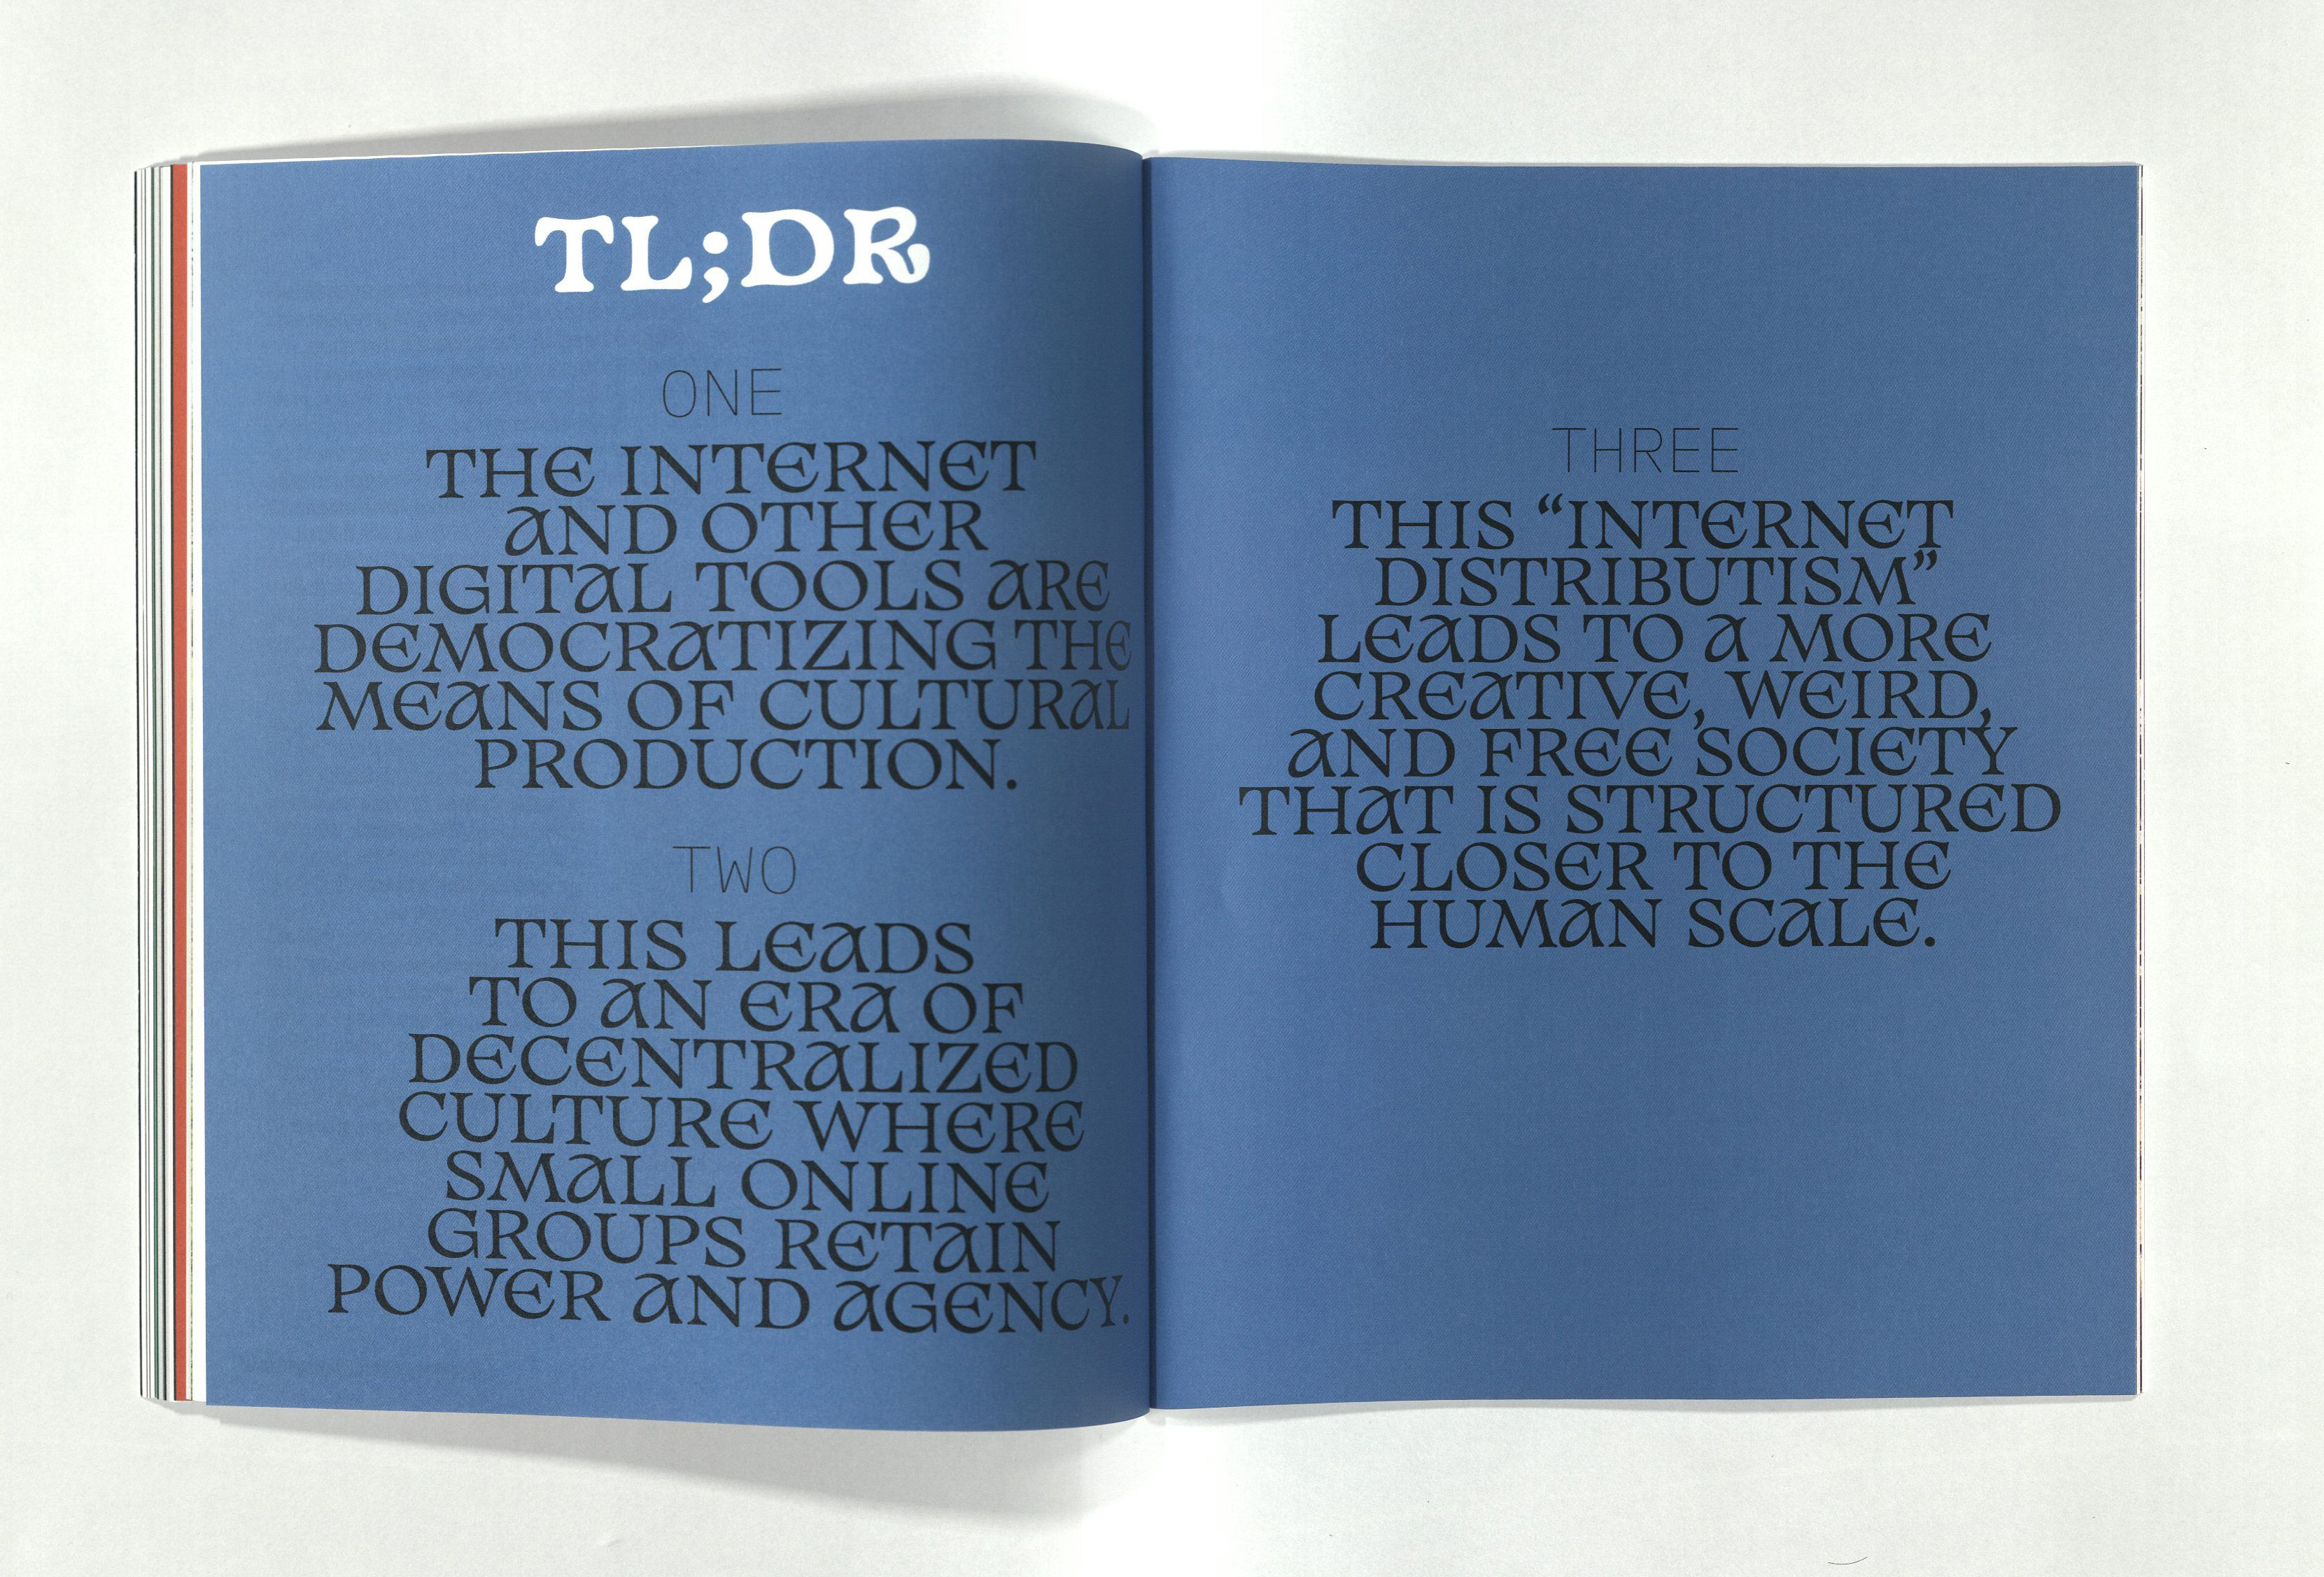 TL;DR
ONE
THE INTERNET
AND OTHER
DIGITAL TOOLS ARE
DEMOCRATIZING THE
MEANS OF CULTURAL
PRODUCTION.
TWO
THIS LEADS
TO AN ERA OF
DECENTRALIZED
CULTURE WHERE
SMALL ONLINE
GROUPS RETAIN
POWER AND AGENCY.
THREE
THIS “INTERNET
DISTRIBUTISM”
LEADS TO A MORE
CREATIVE, WEIRD,
AND FREE SOCIETY
THAT IS STRUCTURED
CLOSER TO THE
HUMAN SCALE.